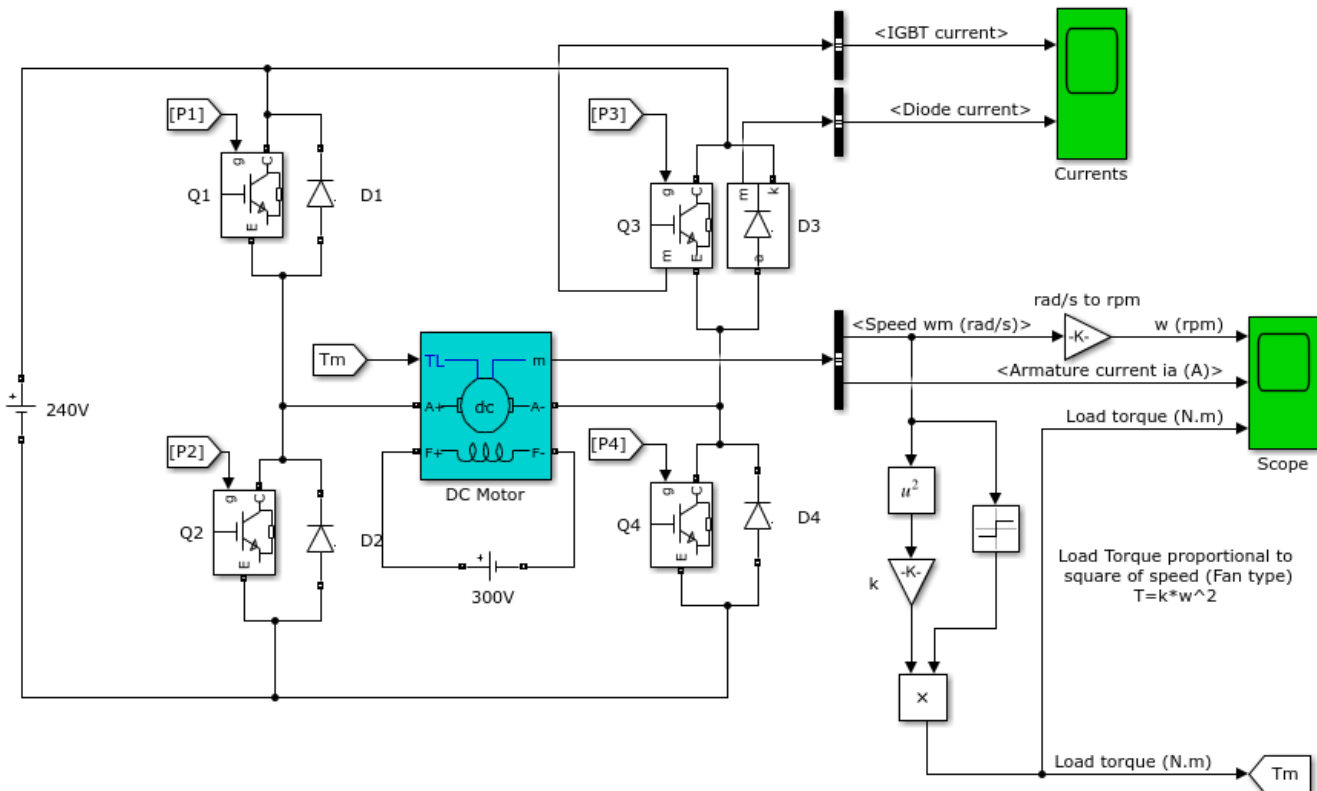 <IGBT current>
[P1]
[P3]
<Diode current>
g
C
Q1
E
D1
Currents
g
C
m
k
Q3
m
E
a
D3
rad/s to rpm
<Speed wm (rad/s)>
-K-
w (rpm)
Tm
TL
m
<Armature current ia (A)>
+
240V
A+
dc
A-
Load torque (N.m)
[P2]
F+
F-
[P4]
Scope
g
C
DC Motor
g
C
u²
Q2
E
D2
Q4
E
D4
+
300V
k
-K-
Load Torque proportional to
square of speed (Fan type)
T=k*w^2
×
Load torque (N.m)
Tm